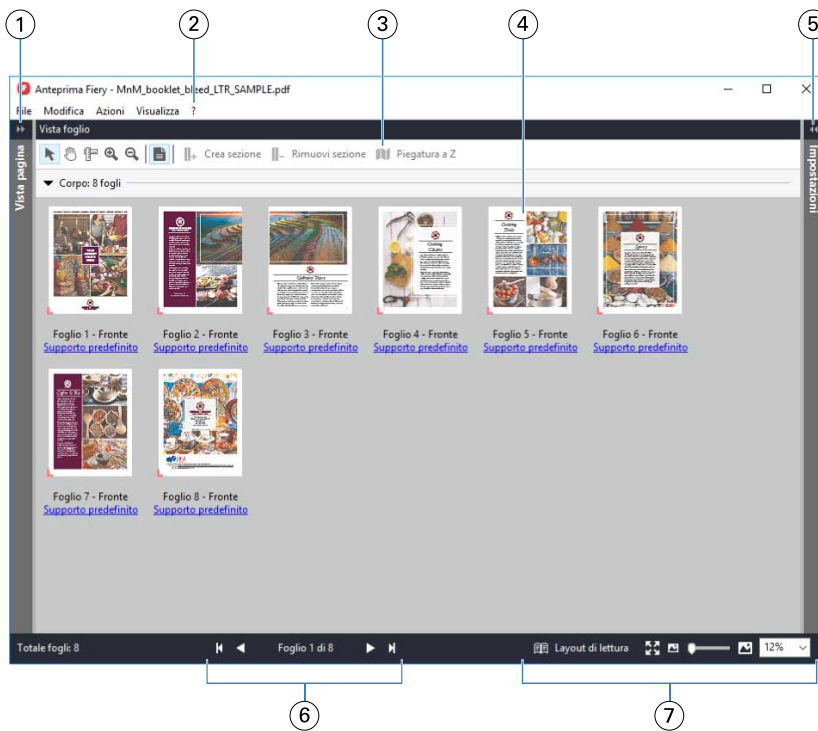 1 2 3 4 5
Anteprima Fiery - MnM_booklet_bleed_LTR_SAMPLE.pdf
File Modifica Azioni Visualizza ?
Vista foglio
Vista pagina
Impostazioni
Crea sezione Rimuovi sezione Piegatura a Z
Corpo: 8 fogli
Foglio 1 - Fronte Foglio 2 - Fronte Foglio 3 - Fronte Foglio 4 - Fronte Foglio 5 - Fronte Foglio 6 - Fronte
Supporto predefinito Supporto predefinito Supporto predefinito Supporto predefinito Supporto predefinito Supporto predefinito
Foglio 7 - Fronte Foglio 8 - Fronte
Supporto predefinito Supporto predefinito
Totale fogli: 8 Foglio 1 di 8 Layout di lettura 12%
6 7